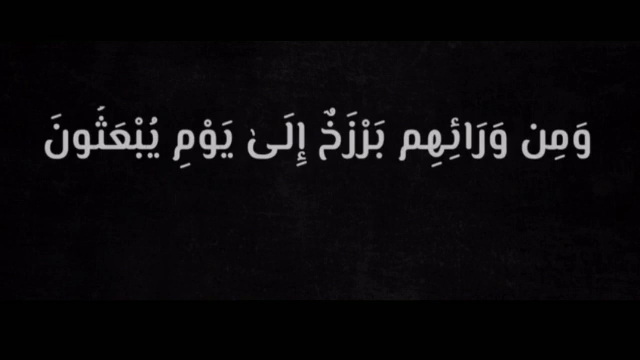 وَمِن وَرَائِهِم بَرْزَخٌ إِلَىٰ يَوْمِ يُبْعَثُونَ